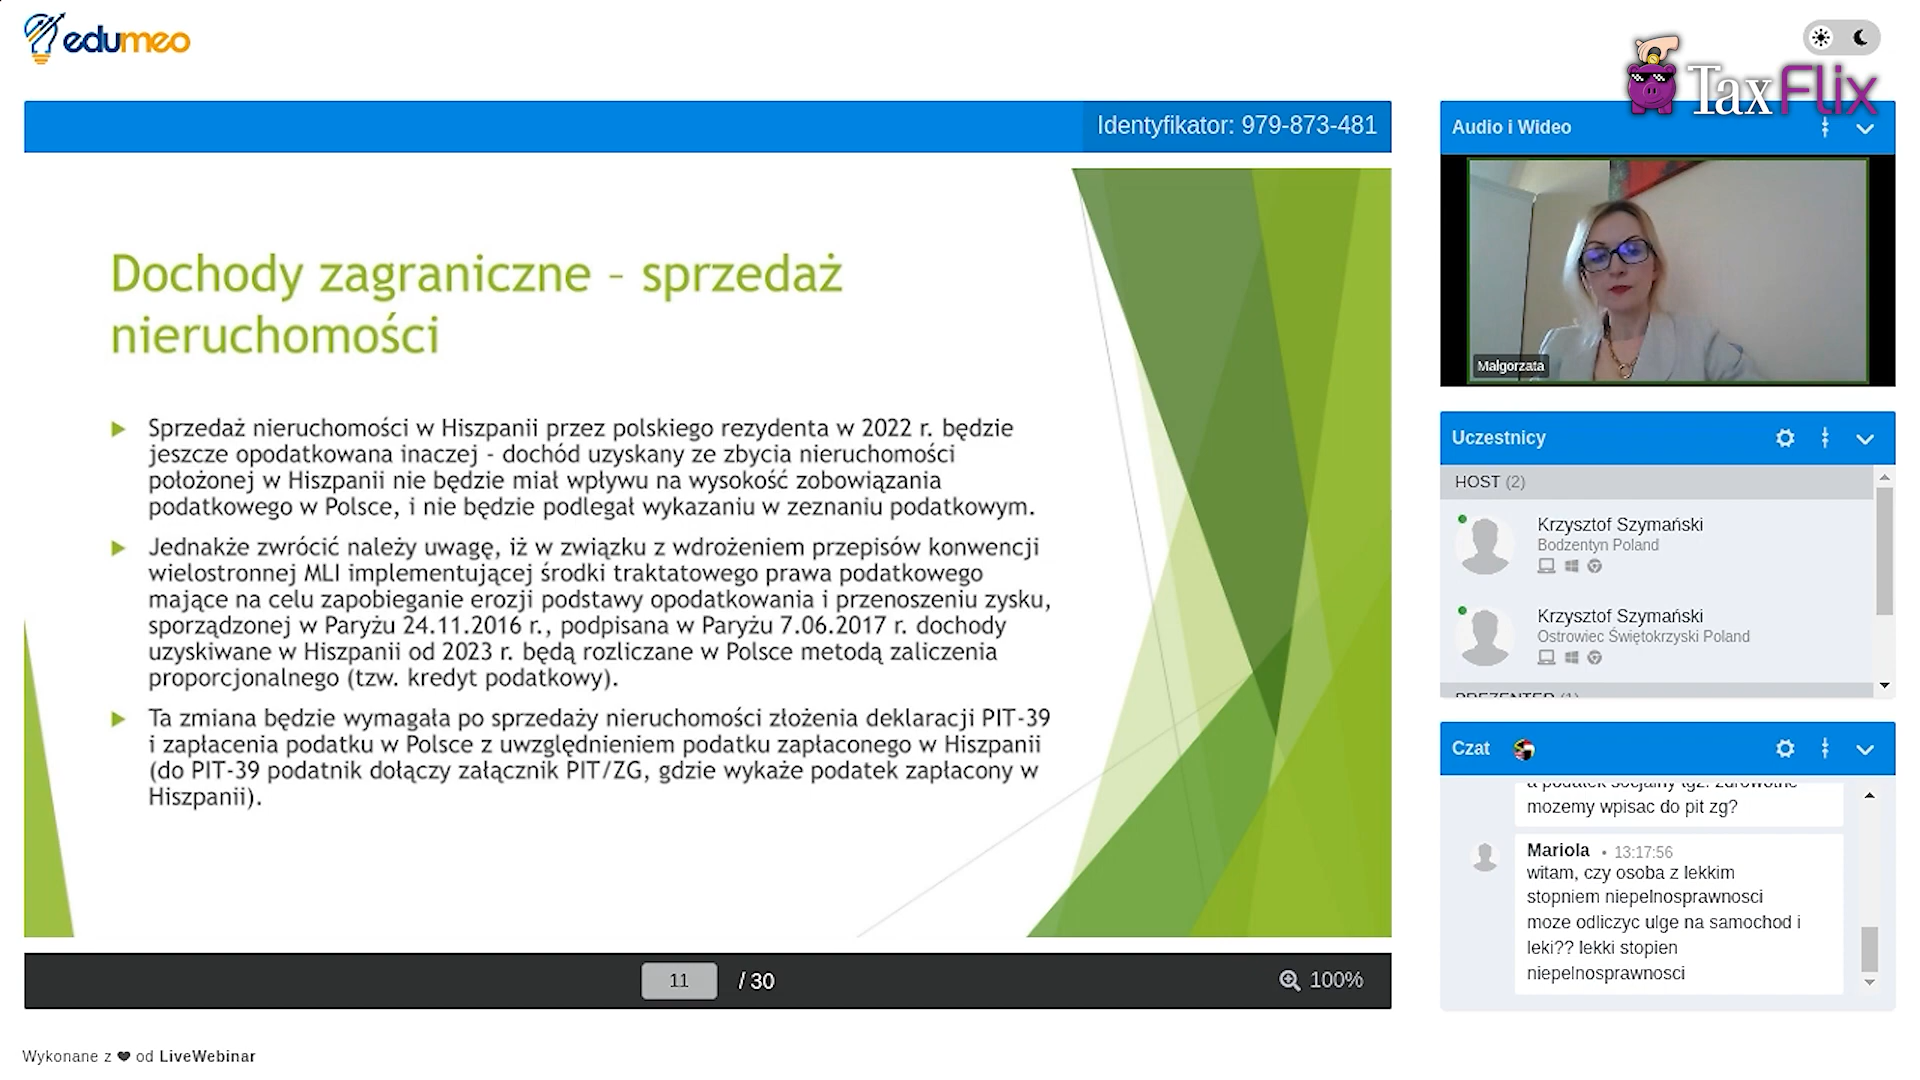 edumeo
TaxFlix
Identyfikator: 979-873-481
Dochody zagraniczne – sprzedaż
nieruchomości
Sprzedaż nieruchomości w Hiszpanii przez polskiego rezydenta w 2022 r. będzie
jeszcze opodatkowana inaczej - dochód uzyskany ze zbycia nieruchomości
położonej w Hiszpanii nie będzie miał wpływu na wysokość zobowiązania
podatkowego w Polsce, i nie będzie podlegał wykazaniu w zeznaniu podatkowym.
Jednakże zwrócić należy uwagę, iż w związku z wdrożeniem przepisów konwencji
wielostronnej MLI implementującej środki traktatowego prawa podatkowego
mające na celu zapobieganie erozji podstawy opodatkowania i przenoszeniu zysku,
sporządzonej w Paryżu 24.11.2016 r., podpisana w Paryżu 7.06.2017 r. dochody
uzyskiwane w Hiszpanii od 2023 r. będą rozliczane w Polsce metodą zaliczenia
proporcjonalnego (tzw. kredyt podatkowy).
Ta zmiana będzie wymagała po sprzedaży nieruchomości złożenia deklaracji PIT-39
i zapłacenia podatku w Polsce z uwzględnieniem podatku zapłaconego w Hiszpanii
(do PIT-39 podatnik dołączy załącznik PIT/ZG, gdzie wykaże podatek zapłacony w
Hiszpanii).
11 / 30
100%
Wykonane z ❤ od LiveWebinar
Audio i Wideo
Małgorzata
Uczestnicy
HOST (2)
Krzysztof Szymański
Bodzentyn Poland
Krzysztof Szymański
Ostrowiec Świętokrzyski Poland
PREZENTER (1)
Czat
a podatek socjalny tgz. zdrowotne
mozemy wpisac do pit zg?
Mariola • 13:17:56
witam, czy osoba z lekkim
stopniem niepelnosprawnosci
moze odliczyc ulge na samochod i
leki?? lekki stopien
niepelnosprawnosci